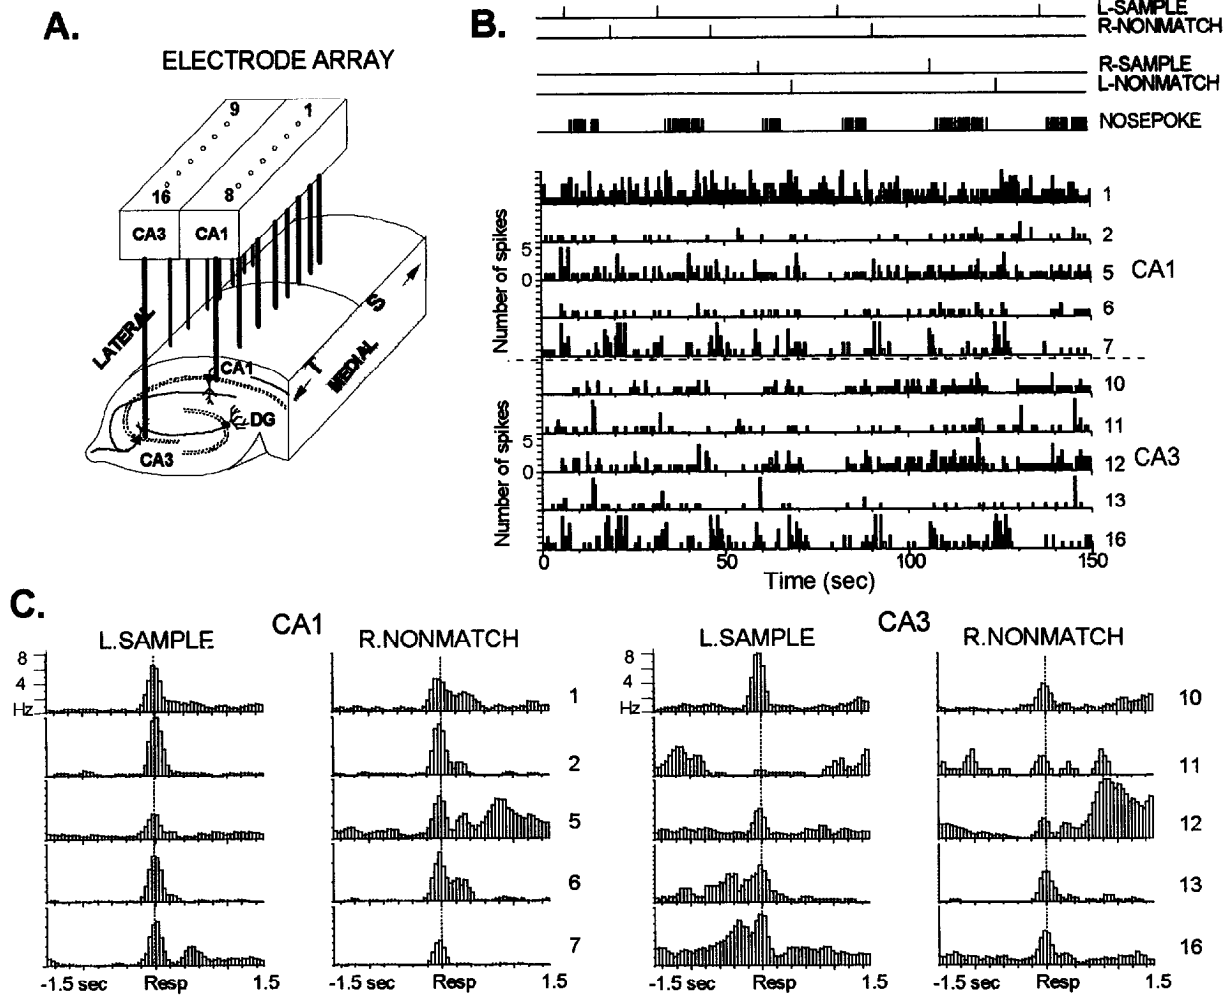 A.
ELECTRODE ARRAY
9
1
16
8
CA3
CA1
LATERAL
S
T
MEDIAL
CA1
DG
CA3
B.
L-SAMPLE
R-NONMATCH
R-SAMPLE
L-NONMATCH
NOSEPOKE
Number of spikes
5
0
1
2
5
6
7
CA1
Number of spikes
5
0
10
11
12
13
16
CA3
0
50
100
150
Time (sec)
C.
CA1
CA3
L.SAMPLE
R.NONMATCH
L.SAMPLE
R.NONMATCH
8
4
Hz
1
8
4
Hz
10
2
11
5
12
6
13
7
16
-1.5 sec Resp 1.5
-1.5 sec Resp 1.5
-1.5 sec Resp 1.5
-1.5 sec Resp 1.5